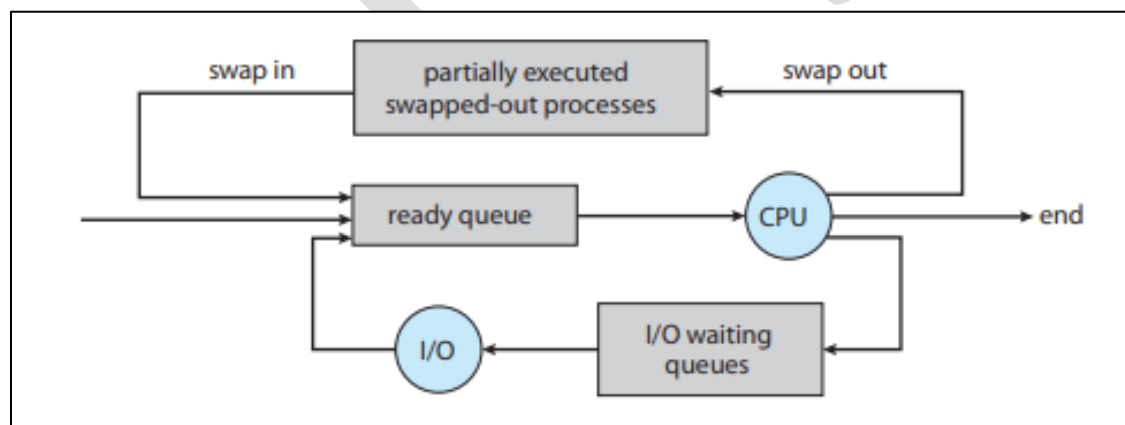 swap in
partially executed
swapped-out processes
swap out
ready queue
CPU
end
I/O
I/O waiting
queues